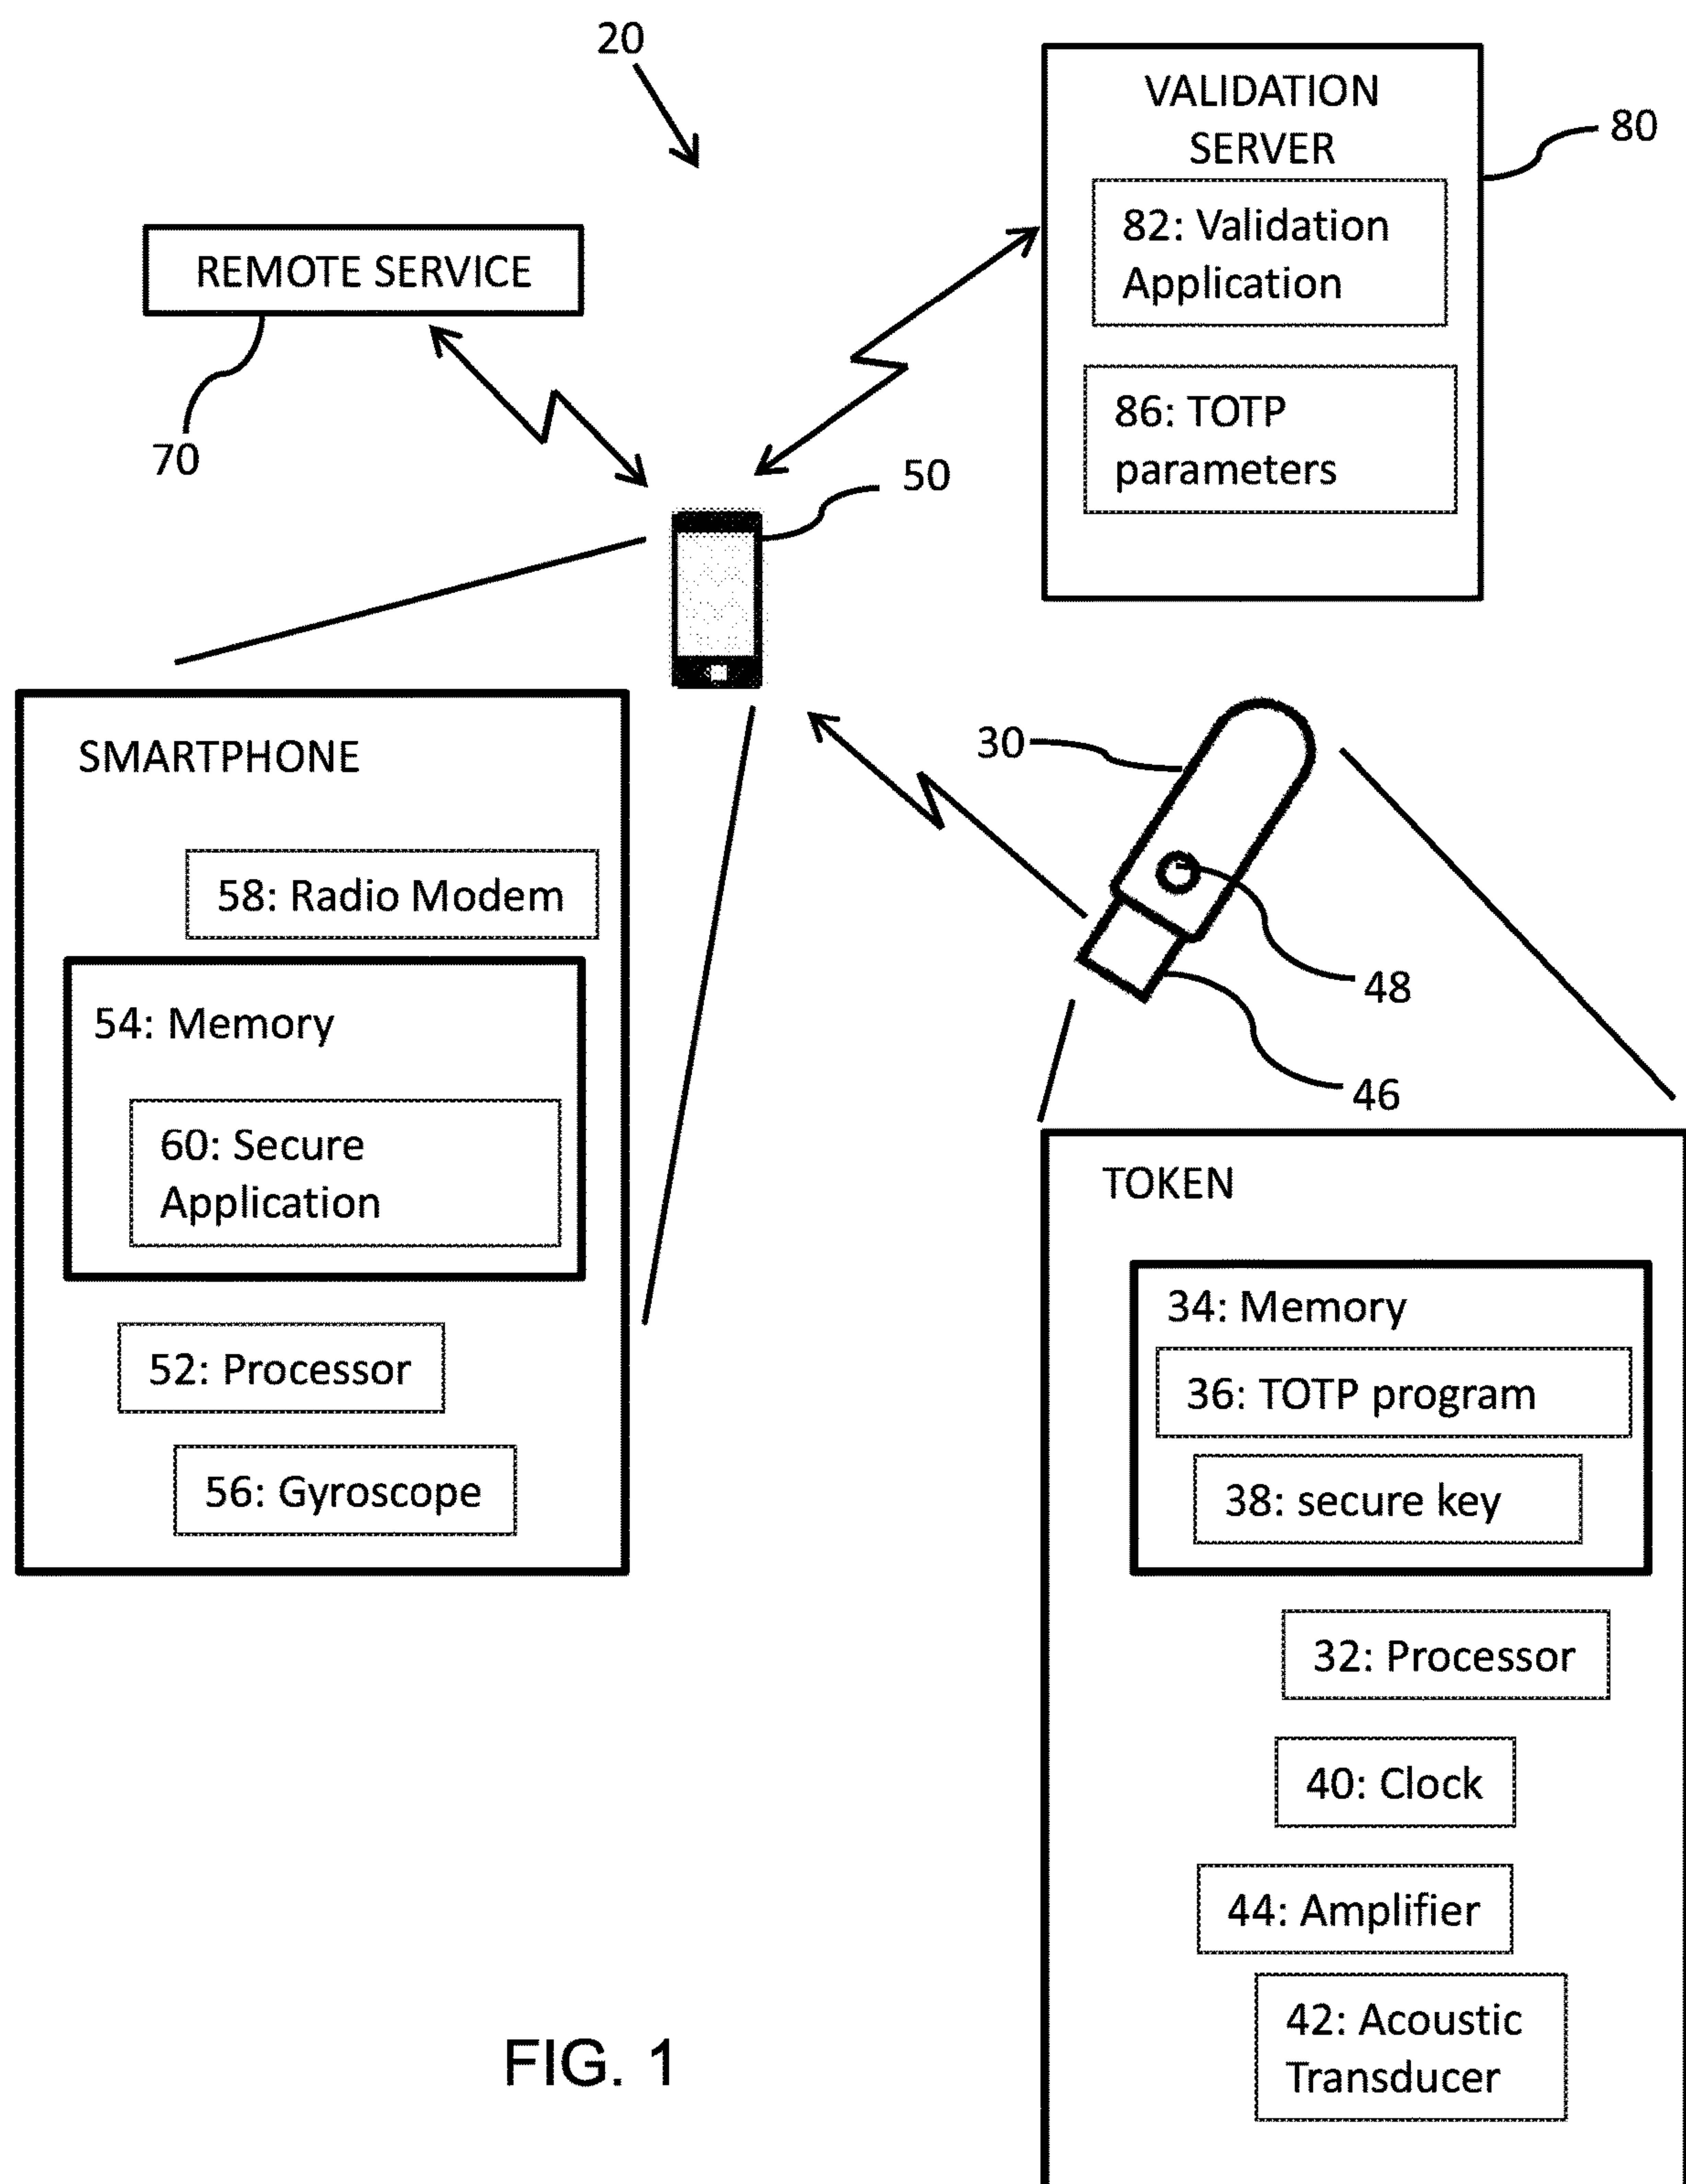 20
VALIDATION
SERVER
80
82: Validation
Application
REMOTE SERVICE
86: TOTP
parameters
70
50
SMARTPHONE
30
58: Radio Modem
48
54: Memory
46
60: Secure
Application
TOKEN
34: Memory
52: Processor
36: TOTP program
56: Gyroscope
38: secure key
32: Processor
40: Clock
44: Amplifier
42: Acoustic
Transducer
FIG. 1